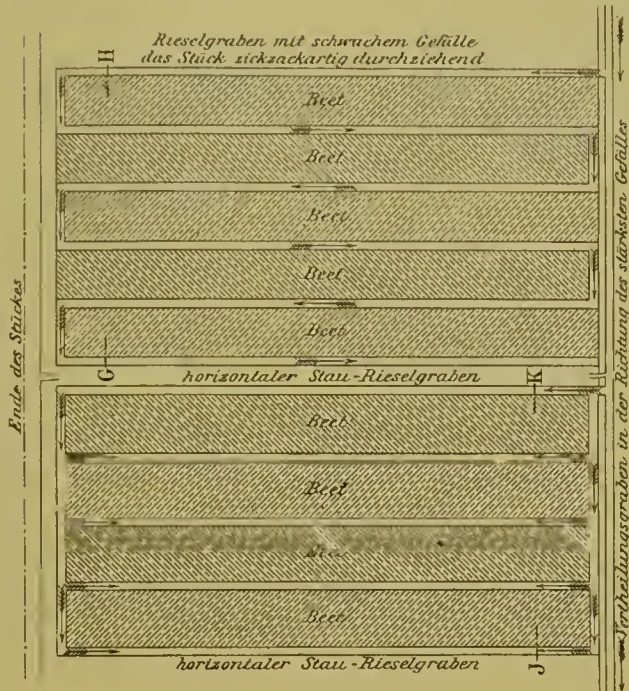 Rieselgraben mit schwachem Gefälle
das Stück zickzackartig durchziehend
H
Beet
Beet
Beet
Beet
Beet
G
horizontaler Stau-Rieselgraben
K
Beet
Beet
Beet
Beet
J
horizontaler Stau-Rieselgraben
Ende des Stückes
Vertheilungsgraben in der Richtung des stärksten Gefälles